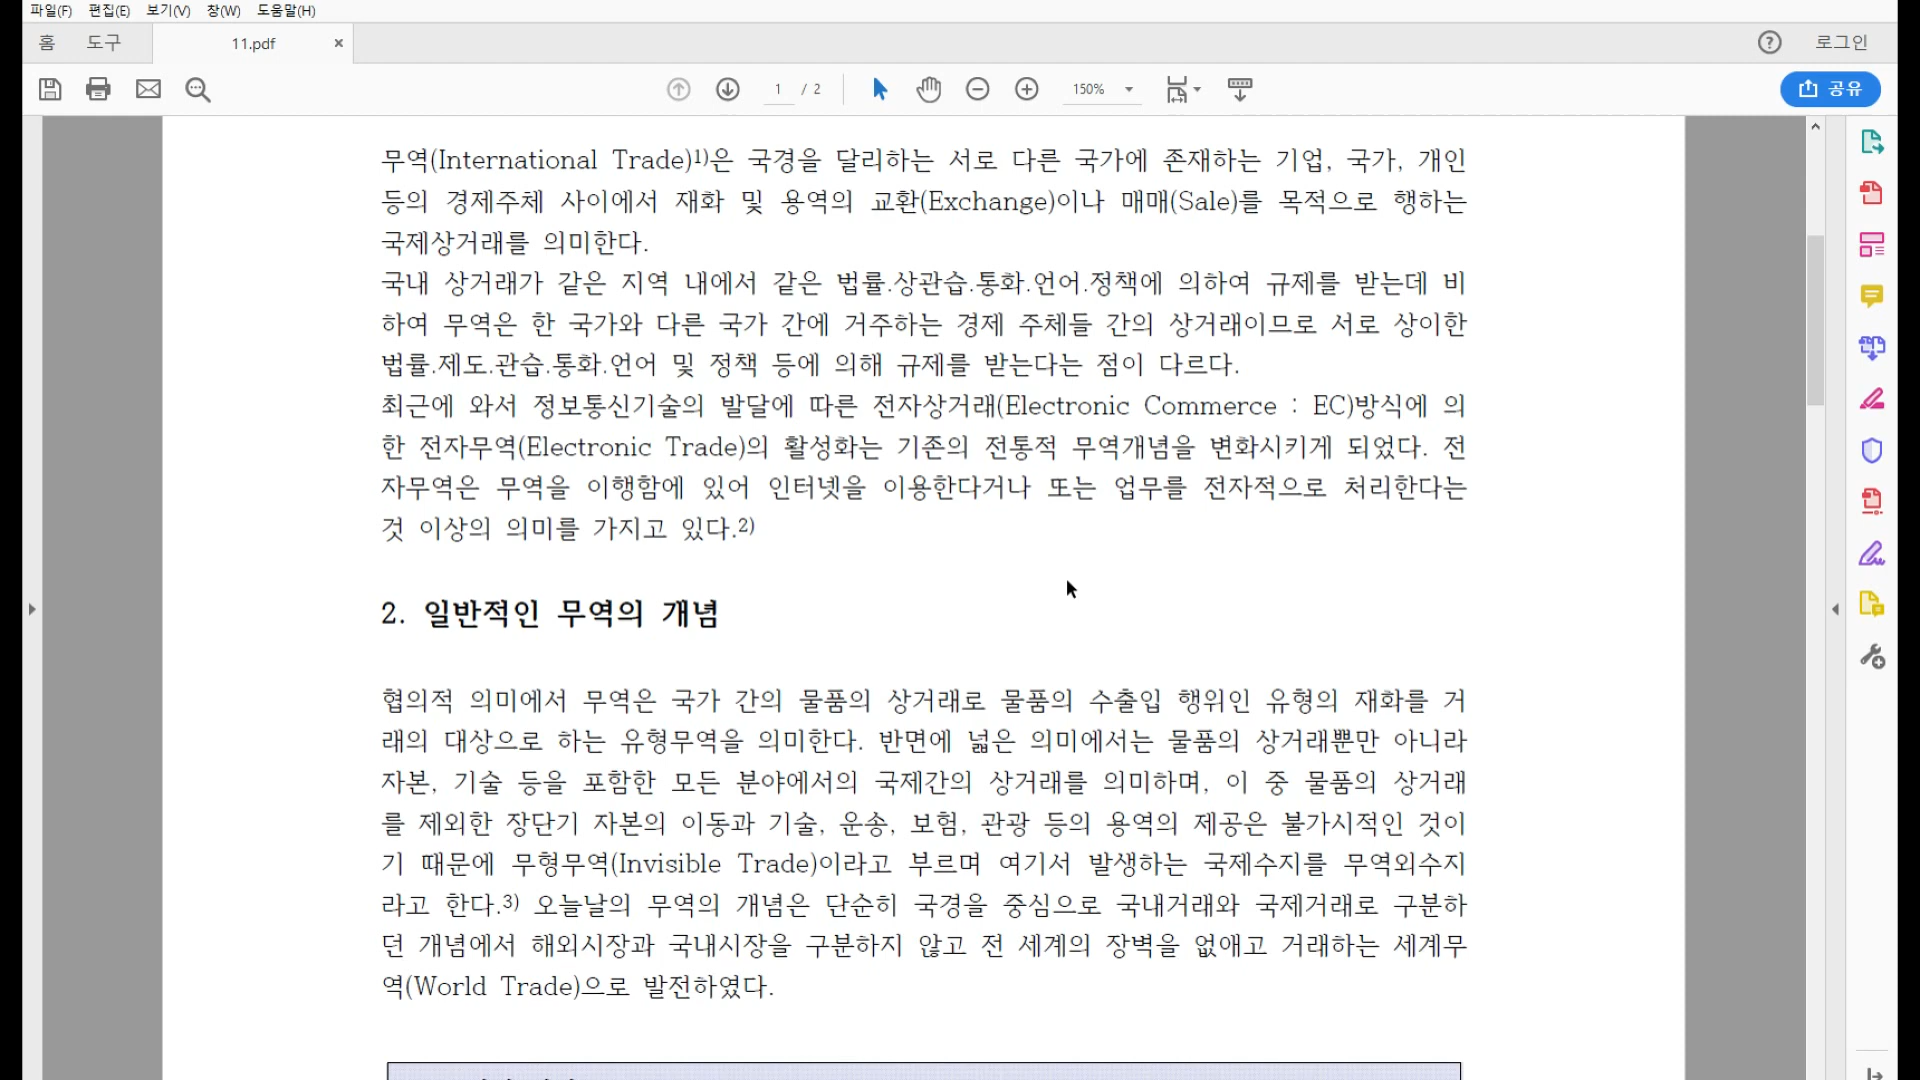 파일(F) 편집(E) 보기(V) 창(W) 도움말(H)
홈 도구 11.pdf × ? 로그인
1 / 2 150% 공유
무역(International Trade)1)은 국경을 달리하는 서로 다른 국가에 존재하는 기업, 국가, 개인
등의 경제주체 사이에서 재화 및 용역의 교환(Exchange)이나 매매(Sale)를 목적으로 행하는
국제상거래를 의미한다.
국내 상거래가 같은 지역 내에서 같은 법률.상관습.통화.언어.정책에 의하여 규제를 받는데 비
하여 무역은 한 국가와 다른 국가 간에 거주하는 경제 주체들 간의 상거래이므로 서로 상이한
법률.제도.관습.통화.언어 및 정책 등에 의해 규제를 받는다는 점이 다르다.
최근에 와서 정보통신기술의 발달에 따른 전자상거래(Electronic Commerce : EC)방식에 의
한 전자무역(Electronic Trade)의 활성화는 기존의 전통적 무역개념을 변화시키게 되었다. 전
자무역은 무역을 이행함에 있어 인터넷을 이용한다거나 또는 업무를 전자적으로 처리한다는
것 이상의 의미를 가지고 있다.2)
2. 일반적인 무역의 개념
협의적 의미에서 무역은 국가 간의 물품의 상거래로 물품의 수출입 행위인 유형의 재화를 거
래의 대상으로 하는 유형무역을 의미한다. 반면에 넓은 의미에서는 물품의 상거래뿐만 아니라
자본, 기술 등을 포함한 모든 분야에서의 국제간의 상거래를 의미하며, 이 중 물품의 상거래
를 제외한 장단기 자본의 이동과 기술, 운송, 보험, 관광 등의 용역의 제공은 불가시적인 것이
기 때문에 무형무역(Invisible Trade)이라고 부르며 여기서 발생하는 국제수지를 무역외수지
라고 한다.3) 오늘날의 무역의 개념은 단순히 국경을 중심으로 국내거래와 국제거래로 구분하
던 개념에서 해외시장과 국내시장을 구분하지 않고 전 세계의 장벽을 없애고 거래하는 세계무
역(World Trade)으로 발전하였다.